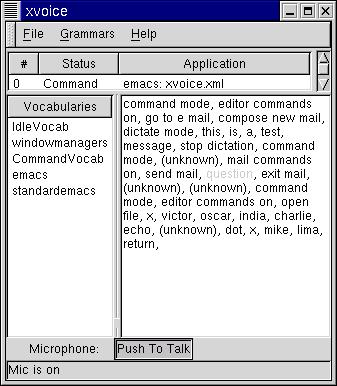 xvoice
File Grammars Help
# Status Application
0 Command emacs: xvoice.xml
Vocabularies
IdleVocab
windowmanagers
CommandVocab
emacs
standardemacs
command mode, editor commands
on, go to e mail, compose new mail,
dictate mode, this, is, a, test,
message, stop dictation, command
mode, (unknown), mail commands
on, send mail, question, exit mail,
(unknown), (unknown), command
mode, editor commands on, open
file, x, victor, oscar, india, charlie,
echo, (unknown), dot, x, mike, lima,
return,
Microphone: Push To Talk
Mic is on